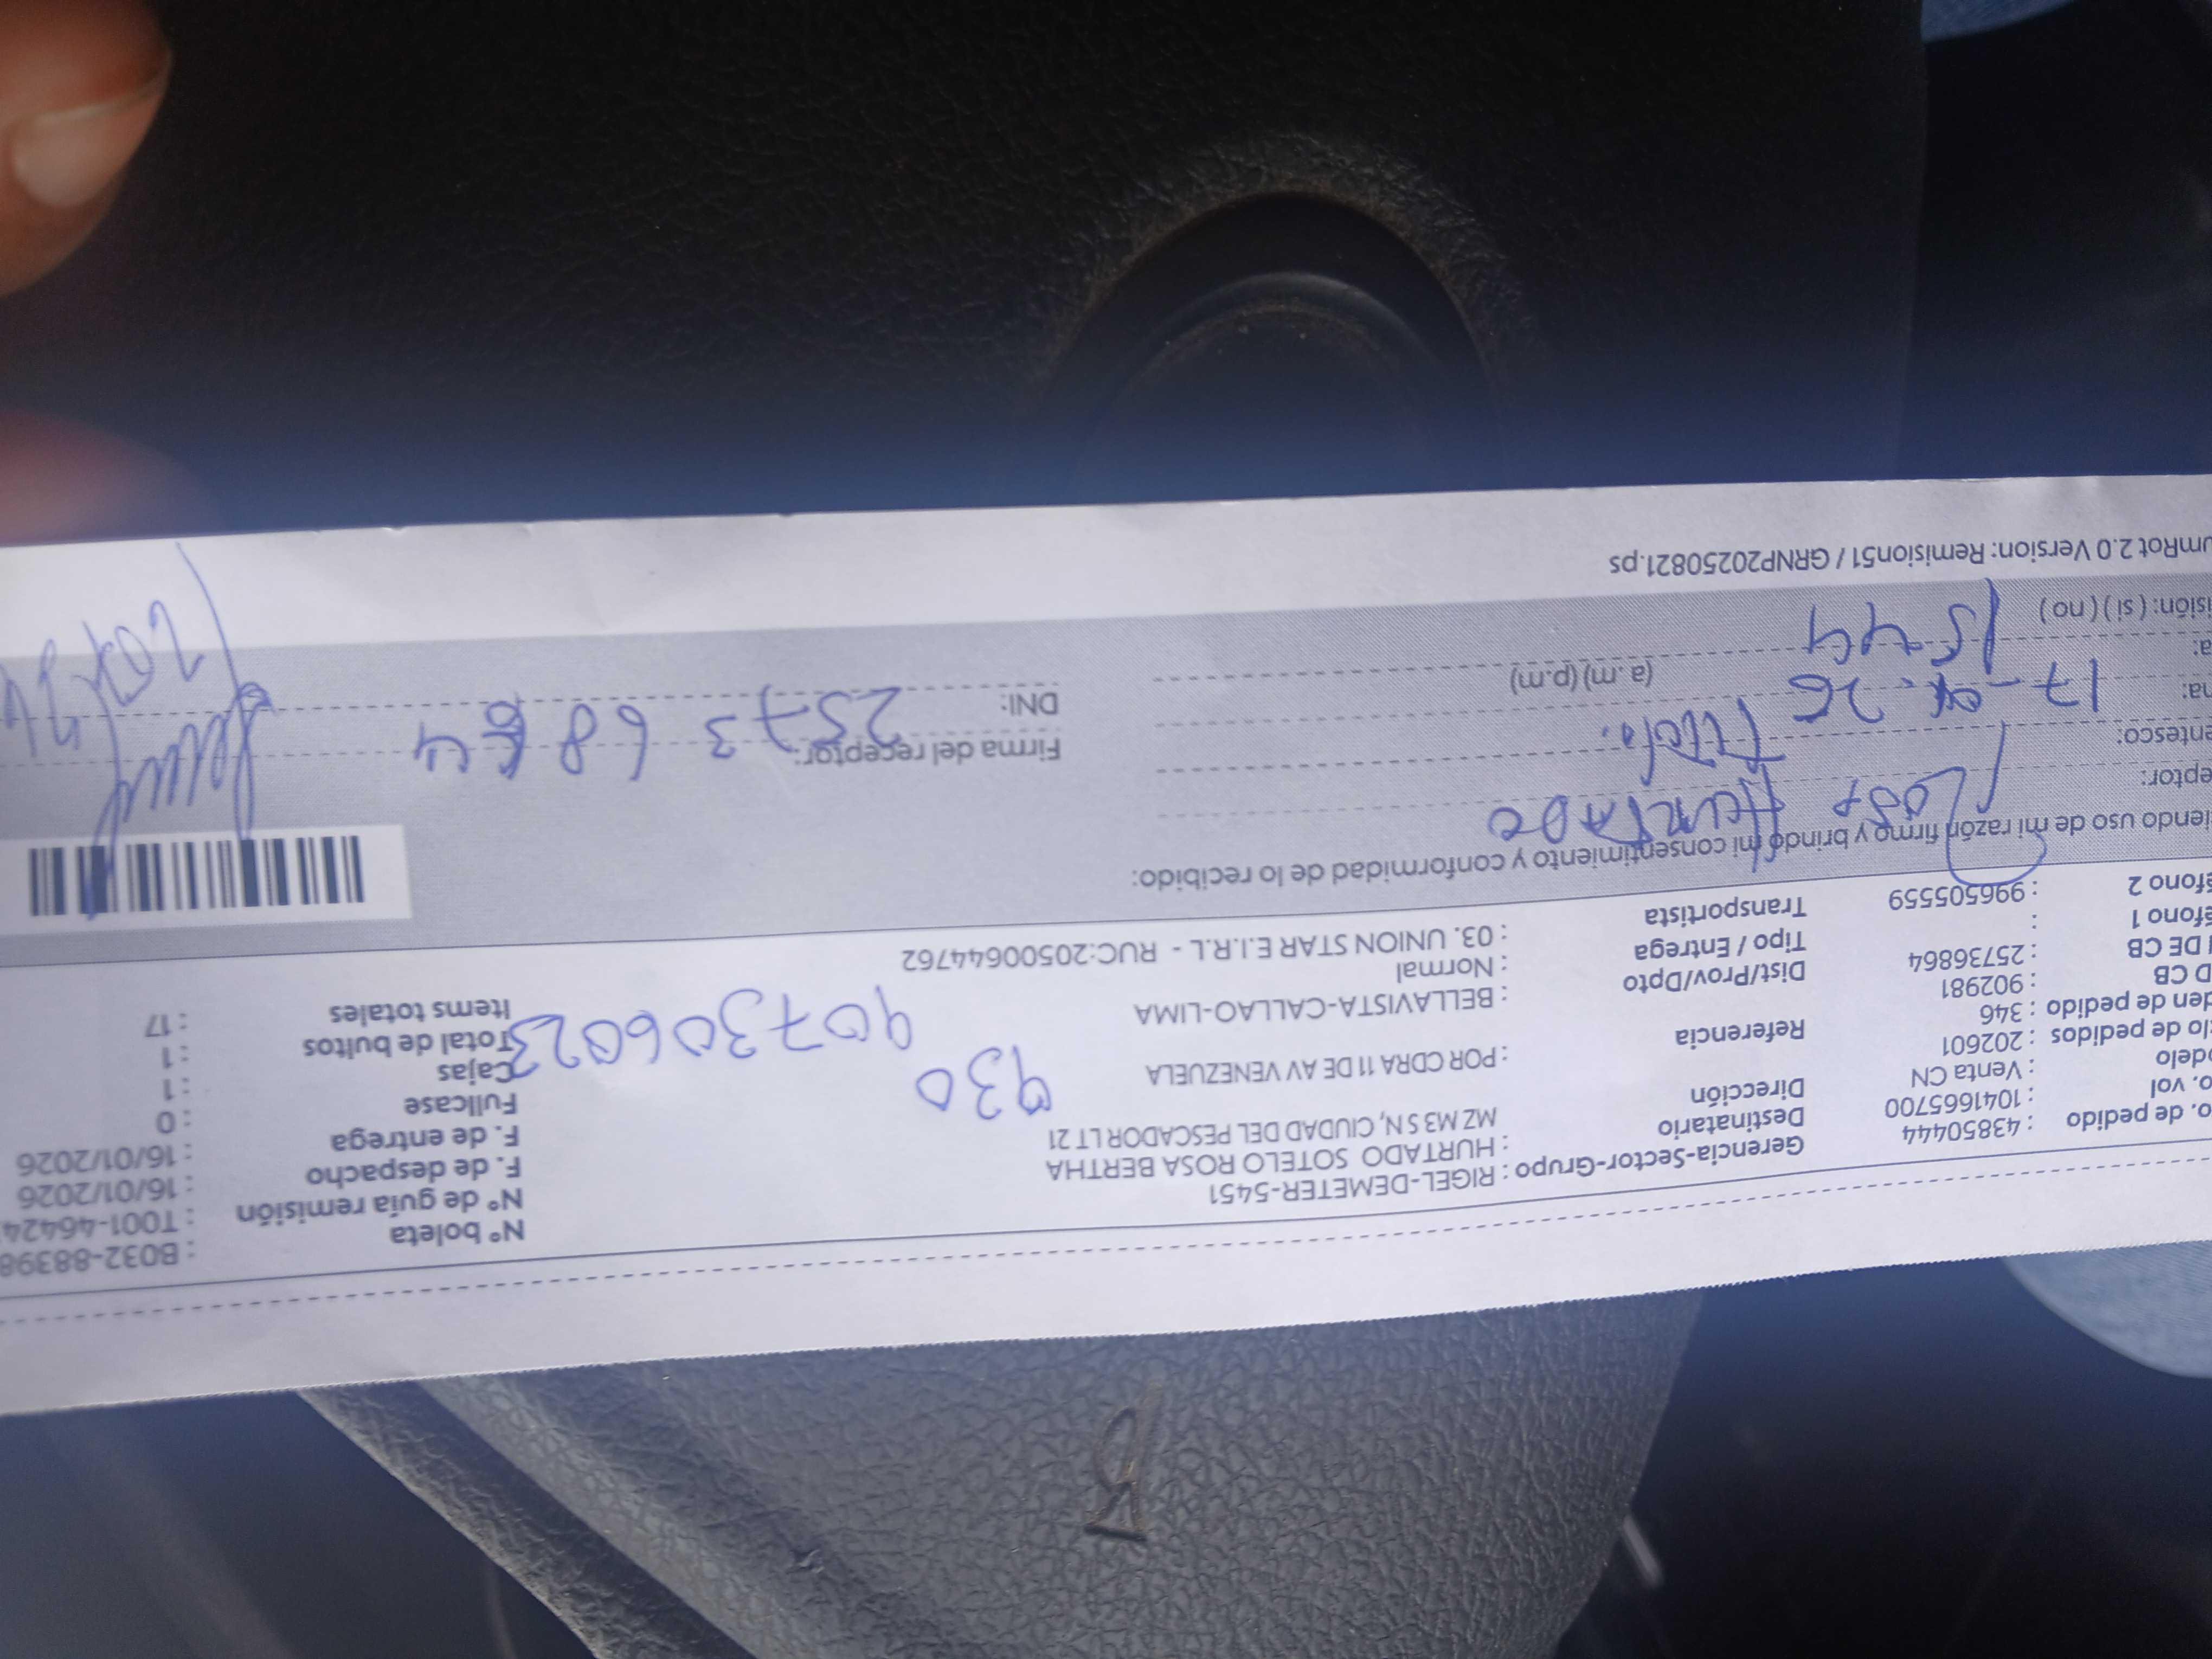 Nº boleta : B032-88398
o. de pedido : 43850444 Gerencia-Sector-Grupo : RIGEL-DEMETER-5451 Nº de guía remisión : T001-46424
o. vol : 1041665700 Destinatario : HURTADO SOTELO ROSA BERTHA F. de despacho : 16/01/2026
odelo : Venta CN Dirección MZ M3 S N, CIUDAD DEL PESCADOR LT 21 F. de entrega : 16/01/2026
lo de pedidos : 202601 Fullcase : 0
den de pedido : 346 Referencia : POR CDRA 11 DE AV VENEZUELA Cajas : 1
D CB : 902981 Dist/Prov/Dpto : BELLAVISTA-CALLAO-LIMA Total de bultos : 1
I DE CB : 25736864 Tipo / Entrega : Normal Items totales : 17
éfono 1 : Transportista : 03. UNION STAR E.I.R.L - RUC:20500644762
éfono 2 : 996505559
930
907306023
iendo uso de mi razón firmo y brindo mi consentimiento y conformidad de lo recibido:
eptor: Rosa HURTADO
entesco: Titela. Firma del receptor:
na: 17-01-26 DNI: 25736864
a: 15:44 (a.m) (p.m)
isión: ( si ) ( no )
umRot 2.0 Version: Remision51 / GRNP20250821.ps